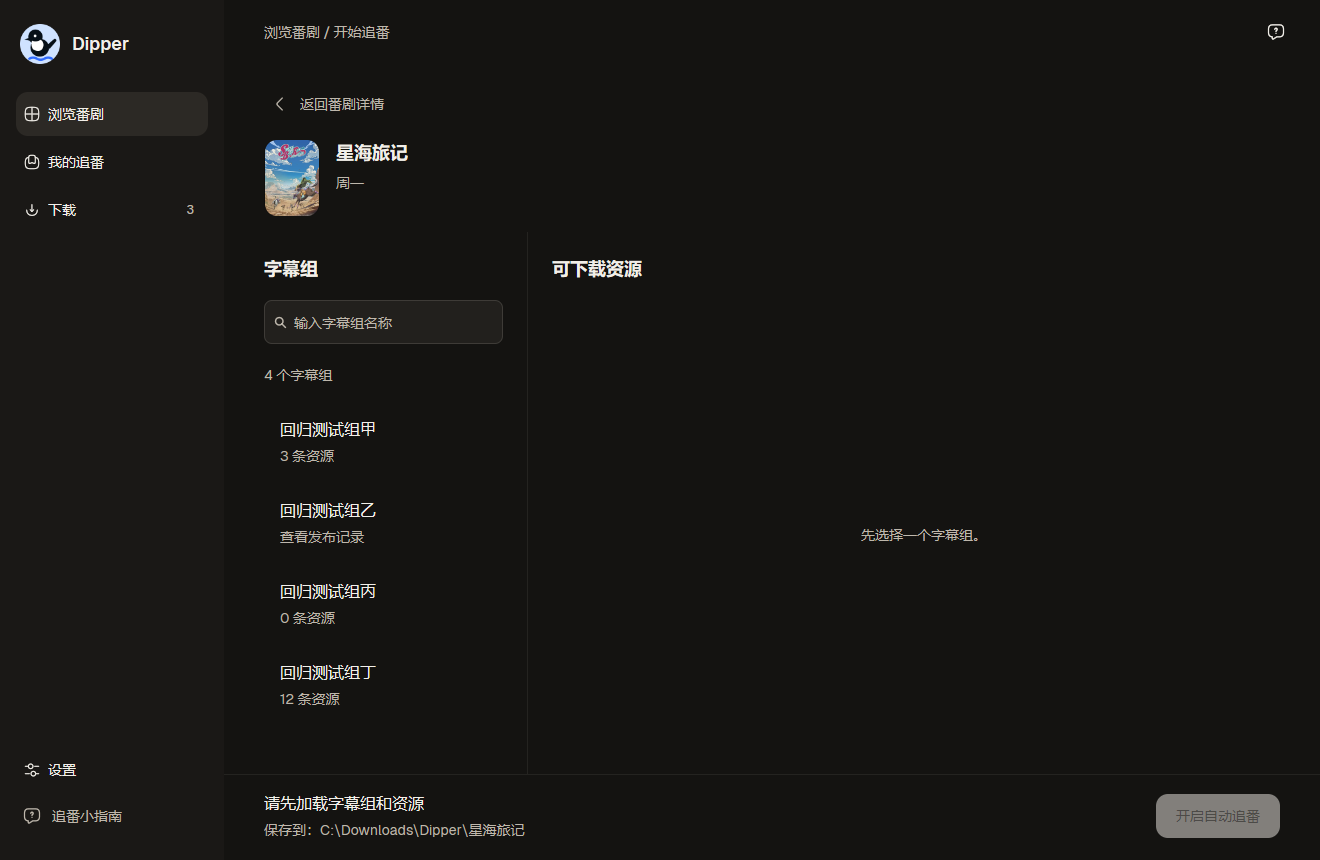 Dipper
浏览番剧
我的追番
下载 3
设置
追番小指南
浏览番剧 / 开始追番
返回番剧详情
星海旅记
周一
字幕组
输入字幕组名称
4 个字幕组
回归测试组甲
3 条资源
回归测试组乙
查看发布记录
回归测试组丙
0 条资源
回归测试组丁
12 条资源
可下载资源
先选择一个字幕组。
请先加载字幕组和资源
保存到：C:\Downloads\Dipper\星海旅记
开启自动追番